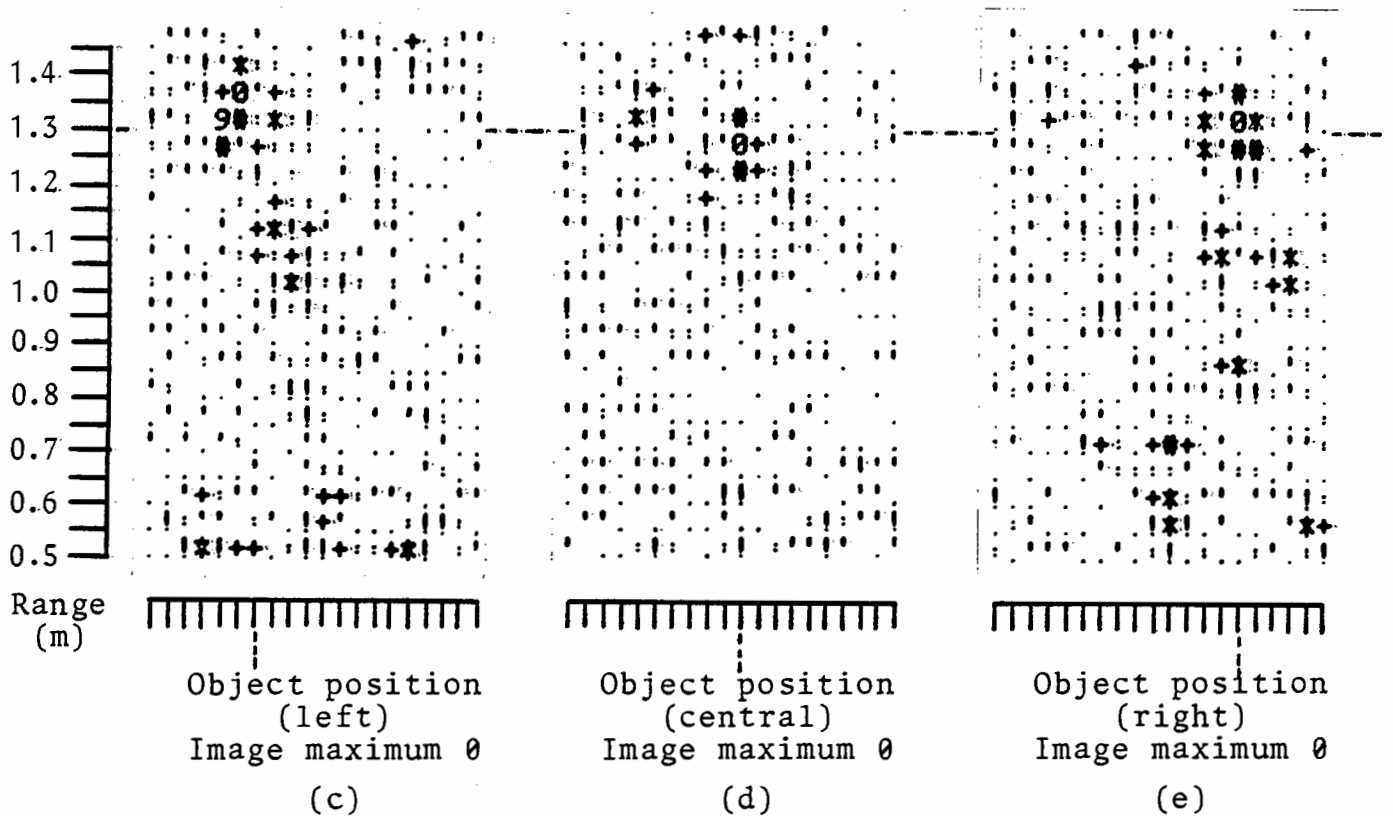 1.4
1.3
1.2
1.1
1.0
0.9
0.8
0.7
0.6
0.5
Range
(m)
Object position
(left)
Image maximum 0
(c)
Object position
(central)
Image maximum 0
(d)
Object position
(right)
Image maximum 0
(e)